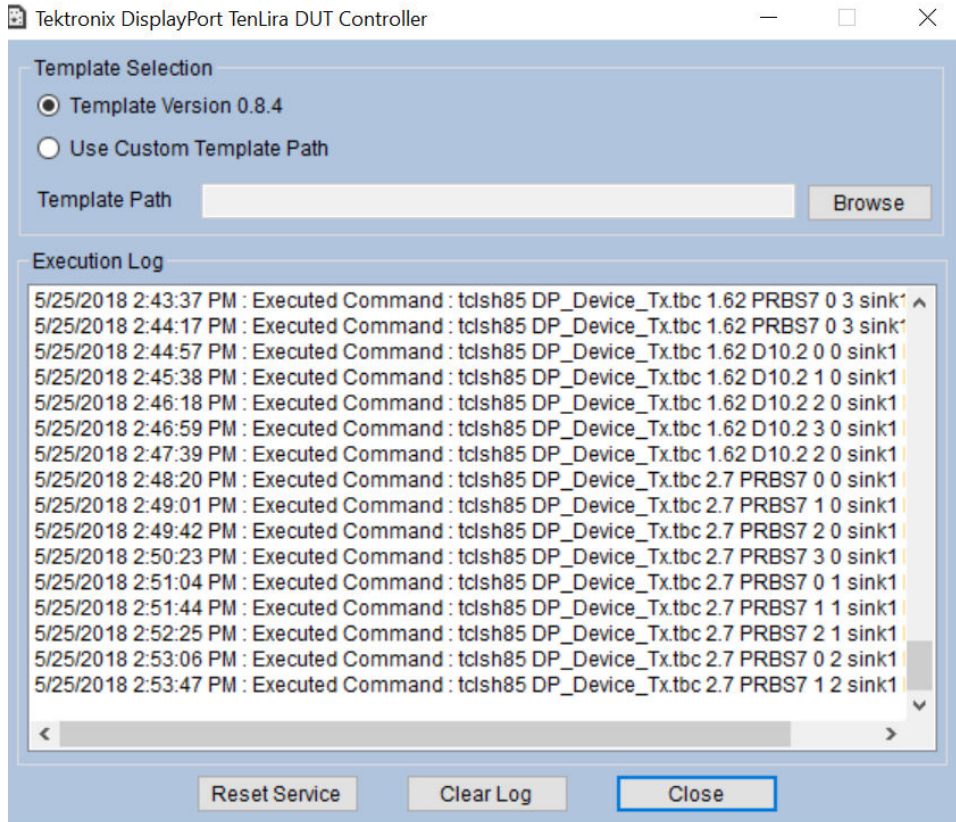 Tektronix DisplayPort TenLira DUT Controller
Template Selection
Template Version 0.8.4
Use Custom Template Path
Template Path
Browse
Execution Log
5/25/2018 2:43:37 PM : Executed Command : tclsh85 DP_Device_Tx.tbc 1.62 PRBS7 0 3 sink1
5/25/2018 2:44:17 PM : Executed Command : tclsh85 DP_Device_Tx.tbc 1.62 PRBS7 0 3 sink1
5/25/2018 2:44:57 PM : Executed Command : tclsh85 DP_Device_Tx.tbc 1.62 D10.2 0 0 sink1
5/25/2018 2:45:38 PM : Executed Command : tclsh85 DP_Device_Tx.tbc 1.62 D10.2 1 0 sink1
5/25/2018 2:46:18 PM : Executed Command : tclsh85 DP_Device_Tx.tbc 1.62 D10.2 2 0 sink1
5/25/2018 2:46:59 PM : Executed Command : tclsh85 DP_Device_Tx.tbc 1.62 D10.2 3 0 sink1
5/25/2018 2:47:39 PM : Executed Command : tclsh85 DP_Device_Tx.tbc 1.62 D10.2 2 0 sink1
5/25/2018 2:48:20 PM : Executed Command : tclsh85 DP_Device_Tx.tbc 2.7 PRBS7 0 0 sink1
5/25/2018 2:49:01 PM : Executed Command : tclsh85 DP_Device_Tx.tbc 2.7 PRBS7 1 0 sink1
5/25/2018 2:49:42 PM : Executed Command : tclsh85 DP_Device_Tx.tbc 2.7 PRBS7 2 0 sink1
5/25/2018 2:50:23 PM : Executed Command : tclsh85 DP_Device_Tx.tbc 2.7 PRBS7 3 0 sink1
5/25/2018 2:51:04 PM : Executed Command : tclsh85 DP_Device_Tx.tbc 2.7 PRBS7 0 1 sink1
5/25/2018 2:51:44 PM : Executed Command : tclsh85 DP_Device_Tx.tbc 2.7 PRBS7 1 1 sink1
5/25/2018 2:52:25 PM : Executed Command : tclsh85 DP_Device_Tx.tbc 2.7 PRBS7 2 1 sink1
5/25/2018 2:53:06 PM : Executed Command : tclsh85 DP_Device_Tx.tbc 2.7 PRBS7 0 2 sink1
5/25/2018 2:53:47 PM : Executed Command : tclsh85 DP_Device_Tx.tbc 2.7 PRBS7 1 2 sink1
Reset Service
Clear Log
Close